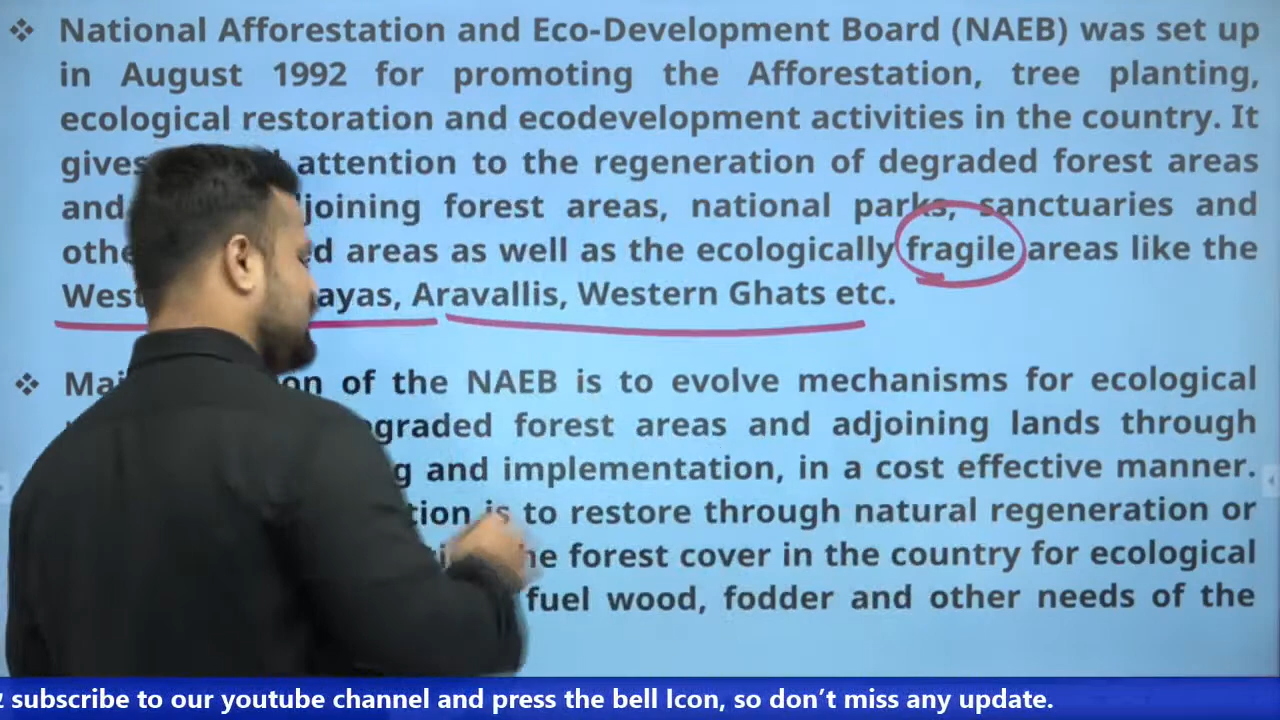 ❖ National Afforestation and Eco-Development Board (NAEB) was set up
in August 1992 for promoting the Afforestation, tree planting,
ecological restoration and ecodevelopment activities in the country. It
gives attention to the regeneration of degraded forest areas
and joining forest areas, national parks, sanctuaries and
othe d areas as well as the ecologically fragile areas like the
West ayas, Aravallis, Western Ghats etc.
❖ Mai on of the NAEB is to evolve mechanisms for ecological
graded forest areas and adjoining lands through
g and implementation, in a cost effective manner.
tion is to restore through natural regeneration or
he forest cover in the country for ecological
fuel wood, fodder and other needs of the
subscribe to our youtube channel and press the bell Icon, so don’t miss any update.